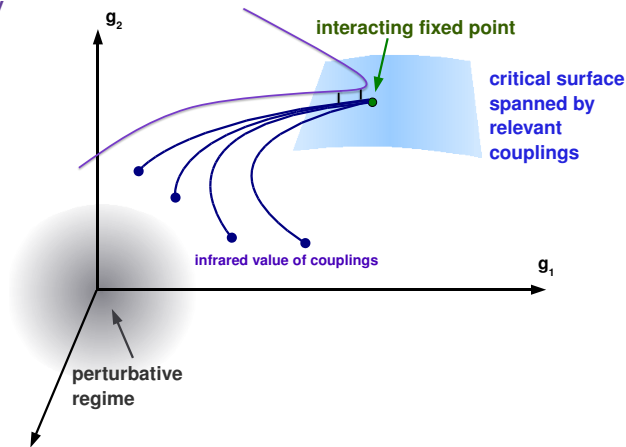 g2
interacting fixed point
critical surface
spanned by
relevant
couplings
infrared value of couplings
g1
perturbative
regime